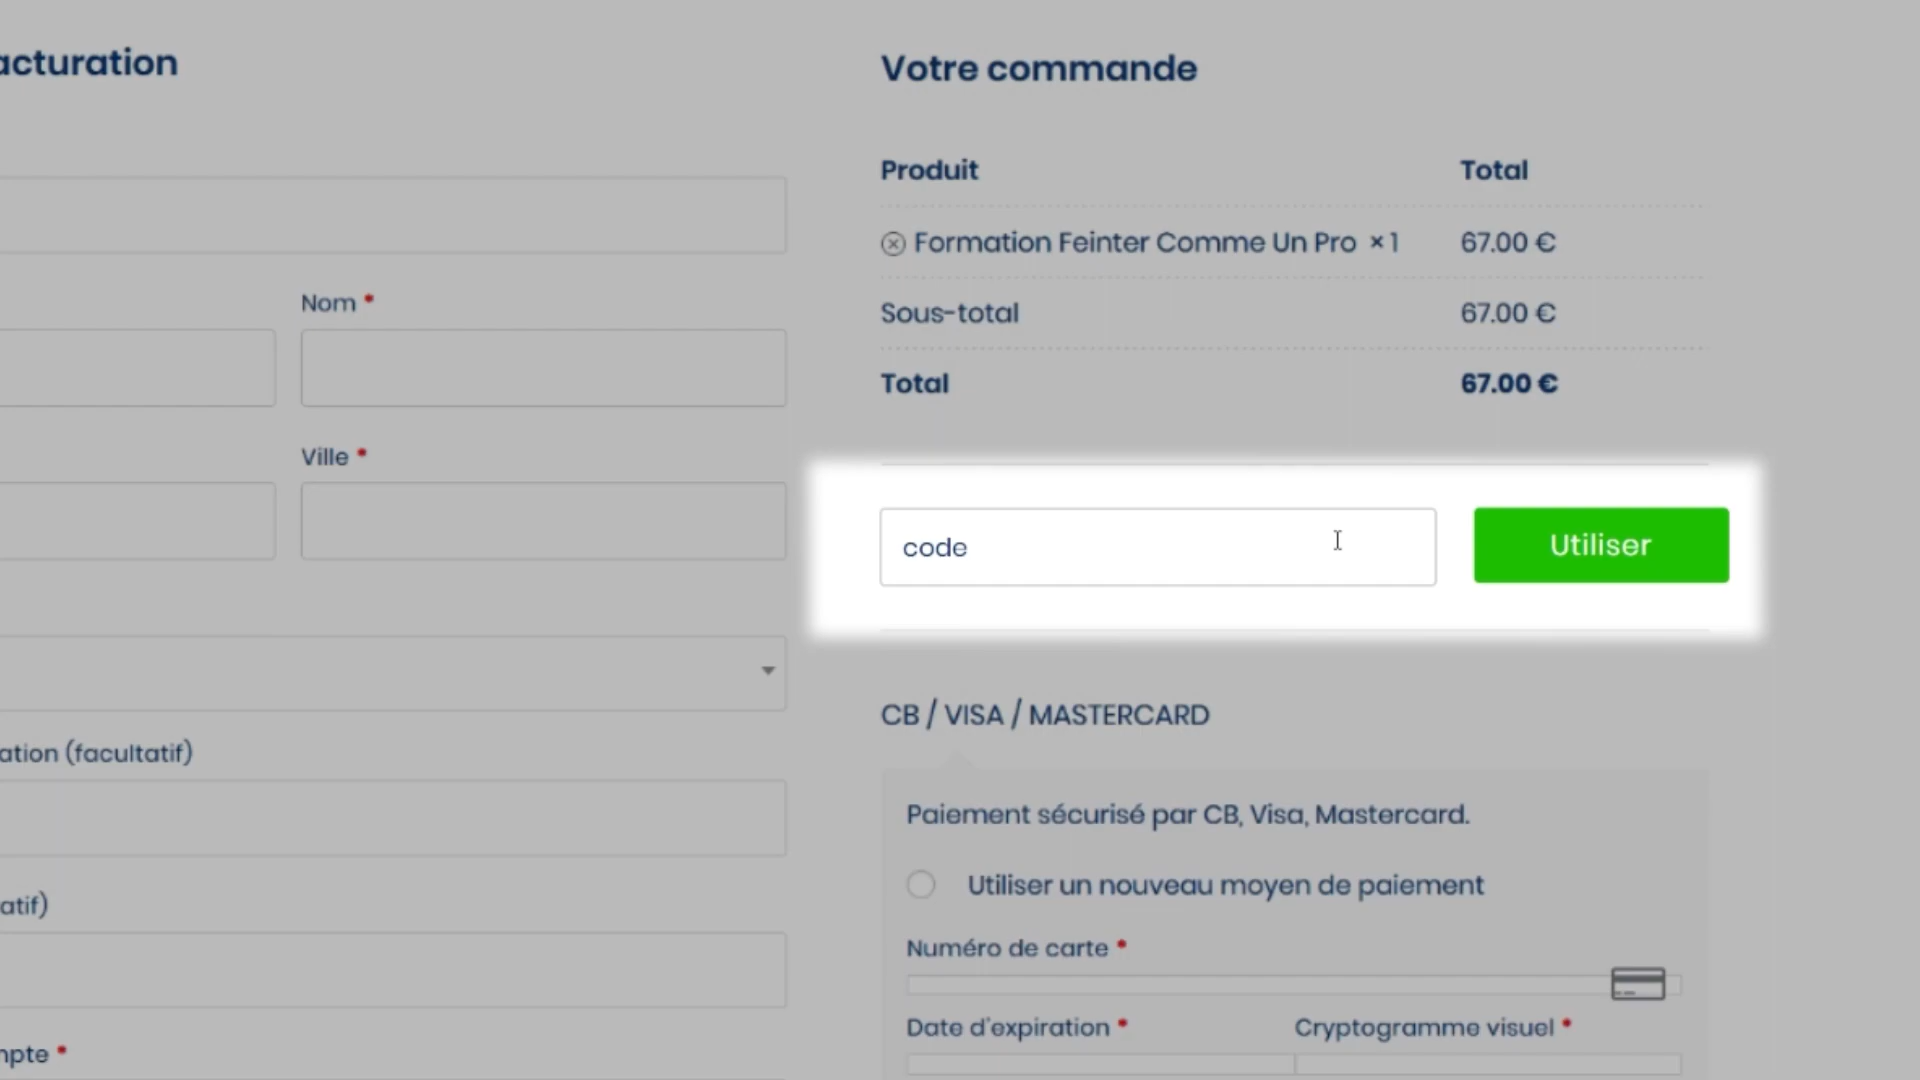 acturation
Nom *
Ville *
ation (facultatif)
atif)
mpte *
Votre commande
Produit Total
Formation Feinter Comme Un Pro × 1 67.00 €
Sous-total 67.00 €
Total 67.00 €
code Utiliser
CB / VISA / MASTERCARD
Paiement sécurisé par CB, Visa, Mastercard.
Utiliser un nouveau moyen de paiement
Numéro de carte *
Date d'expiration * Cryptogramme visuel *